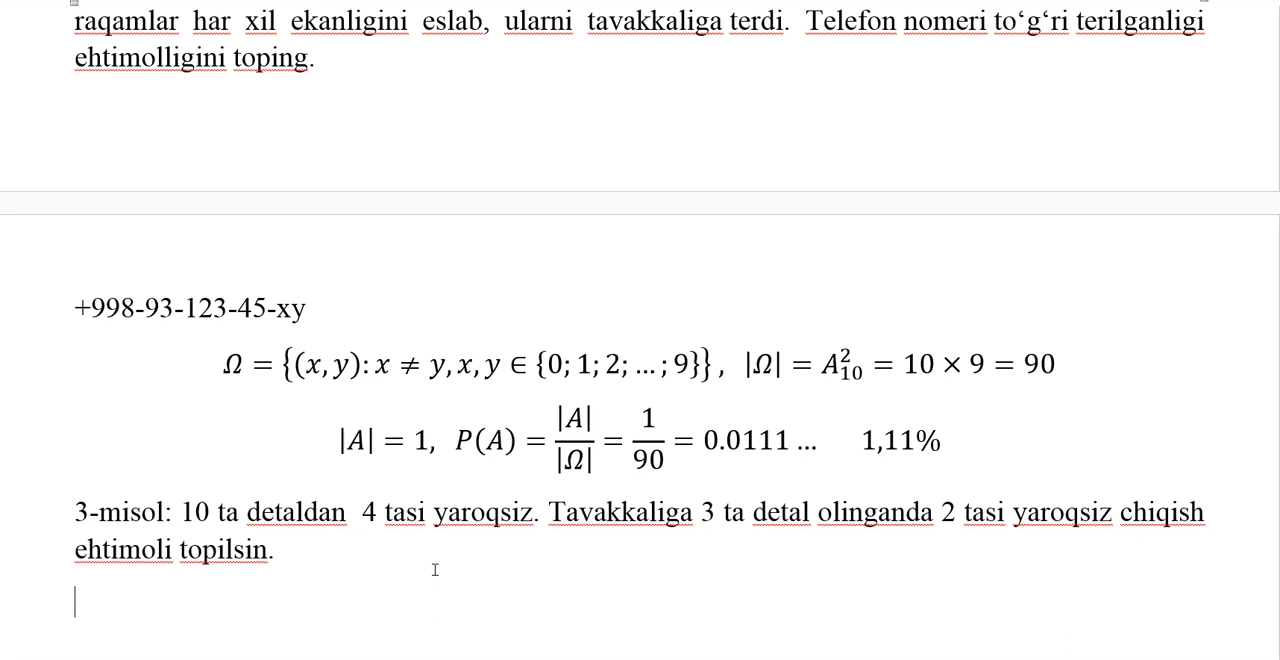 raqamlar har xil ekanligini eslab, ularni tavakkaliga terdi. Telefon nomeri to‘g‘ri terilganligi
ehtimolligini toping.
+998-93-123-45-xy
Ω = {(x, y): x ≠ y, x, y ∈ {0; 1; 2; … ; 9}}, |Ω| = A₁₀² = 10 × 9 = 90
|A| = 1, P(A) = |A|/|Ω| = 1/90 = 0.0111 … 1,11%
3-misol: 10 ta detaldan 4 tasi yaroqsiz. Tavakkaliga 3 ta detal olinganda 2 tasi yaroqsiz chiqish
ehtimoli topilsin.